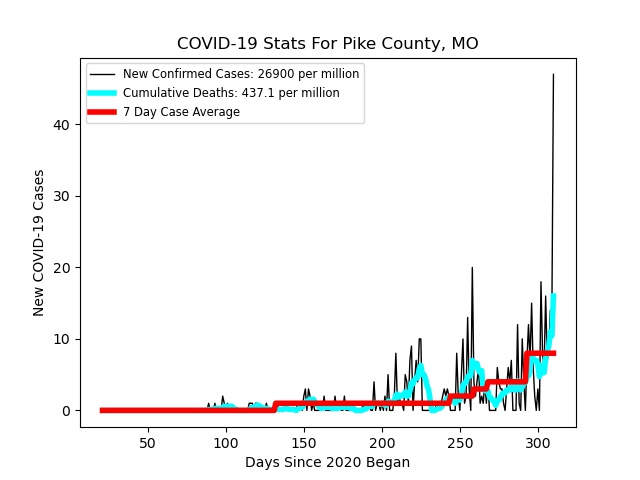 COVID-19 Stats For Pike County, MO
New Confirmed Cases: 26900 per million
Cumulative Deaths: 437.1 per million
7 Day Case Average
New COVID-19 Cases
40
30
20
10
0
50 100 150 200 250 300
Days Since 2020 Began